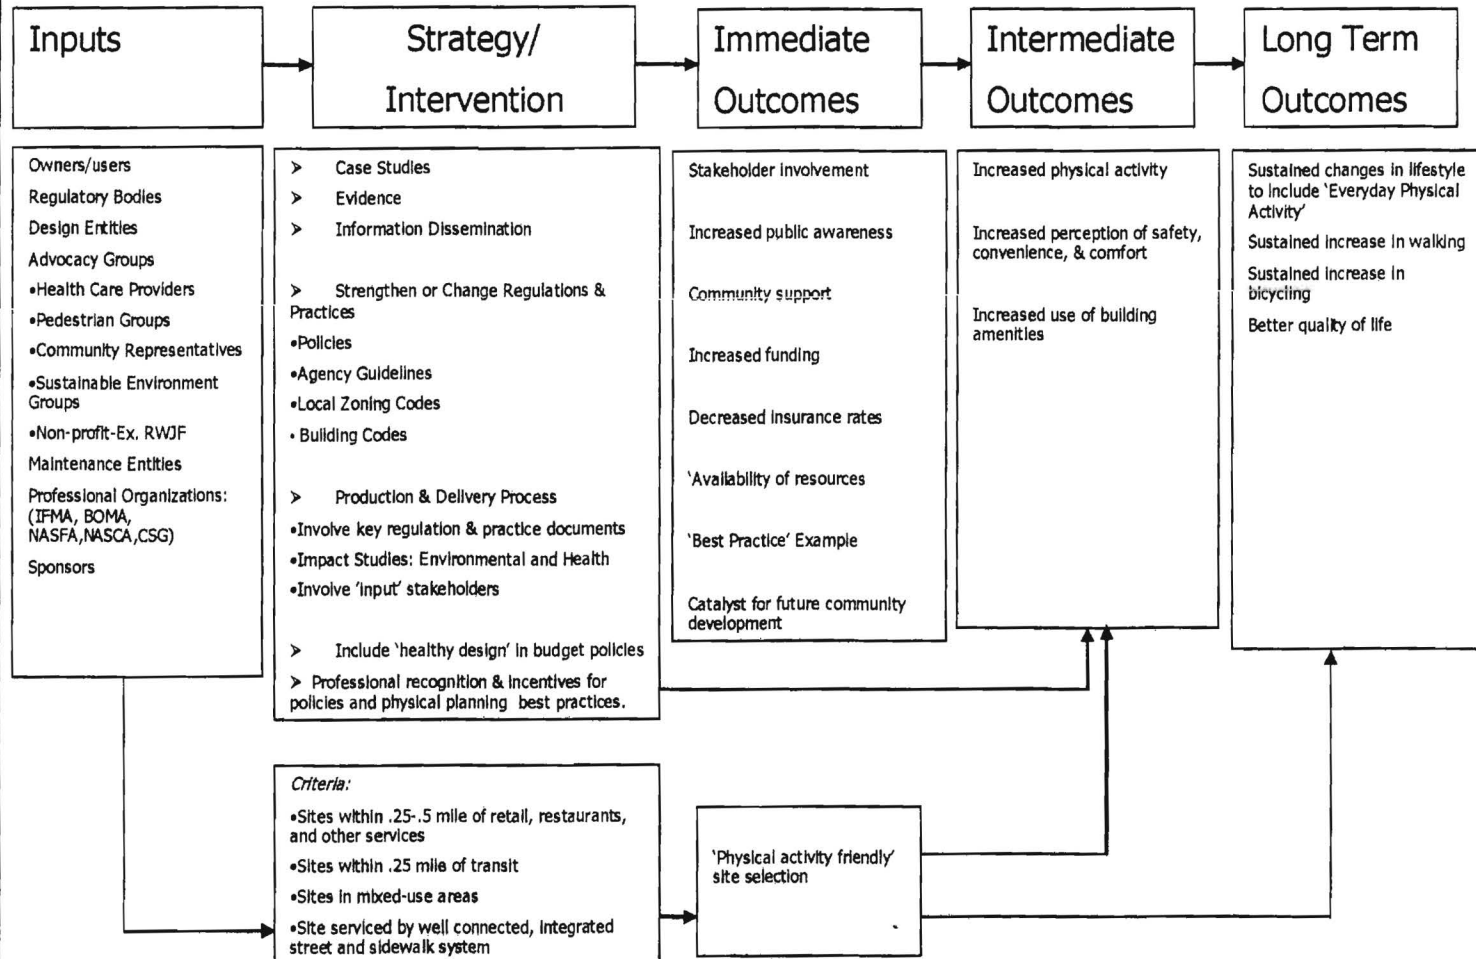 Inputs
Strategy/
Intervention
Immediate
Outcomes
Intermediate
Outcomes
Long Term
Outcomes
Owners/users
Regulatory Bodies
Design Entities
Advocacy Groups
•Health Care Providers
•Pedestrian Groups
•Community Representatives
•Sustainable Environment
Groups
•Non-profit-Ex. RWJF
Maintenance Entities
Professional Organizations:
(IFMA, BOMA,
NASFA,NASCA,CSG)
Sponsors
➢ Case Studies
➢ Evidence
➢ Information Dissemination
➢ Strengthen or Change Regulations &
Practices
•Policies
•Agency Guidelines
•Local Zoning Codes
• Building Codes
➢ Production & Delivery Process
•Involve key regulation & practice documents
•Impact Studies: Environmental and Health
•Involve 'input' stakeholders
➢ Include 'healthy design' in budget policies
➢ Professional recognition & incentives for
policies and physical planning best practices.
Stakeholder involvement
Increased public awareness
Community support
Increased funding
Decreased insurance rates
'Availability of resources
'Best Practice' Example
Catalyst for future community
development
Increased physical activity
Increased perception of safety,
convenience, & comfort
Increased use of building
amenities
Sustained changes in lifestyle
to include 'Everyday Physical
Activity'
Sustained increase in walking
Sustained increase in
bicycling
Better quality of life
Criteria:
•Sites within .25-.5 mile of retail, restaurants,
and other services
•Sites within .25 mile of transit
•Sites in mixed-use areas
•Site serviced by well connected, integrated
street and sidewalk system
'Physical activity friendly'
site selection